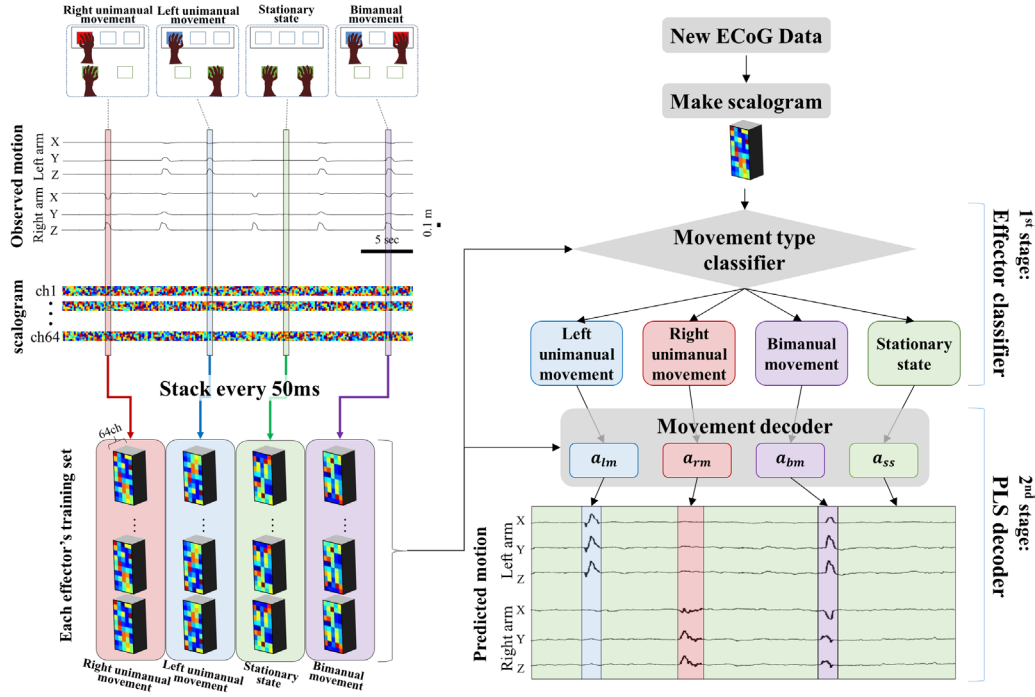 Right unimanual
movement
Left unimanual
movement
Stationary
state
Bimanual
movement
Observed motion
Left arm
X
Y
Z
Right arm
X
Y
Z
0.1 m
5 sec
scalogram
ch1
ch64
Stack every 50ms
64ch
Each effector's training set
Right unimanual
movement
Left unimanual
movement
Stationary
state
Bimanual
movement
New ECoG Data
Make scalogram
Movement type
classifier
1st stage:
Effector classifier
Left
unimanual
movement
Right
unimanual
movement
Bimanual
movement
Stationary
state
Movement decoder
a_lm
a_rm
a_bm
a_ss
2nd stage:
PLS decoder
Predicted motion
Left arm
X
Y
Z
Right arm
X
Y
Z